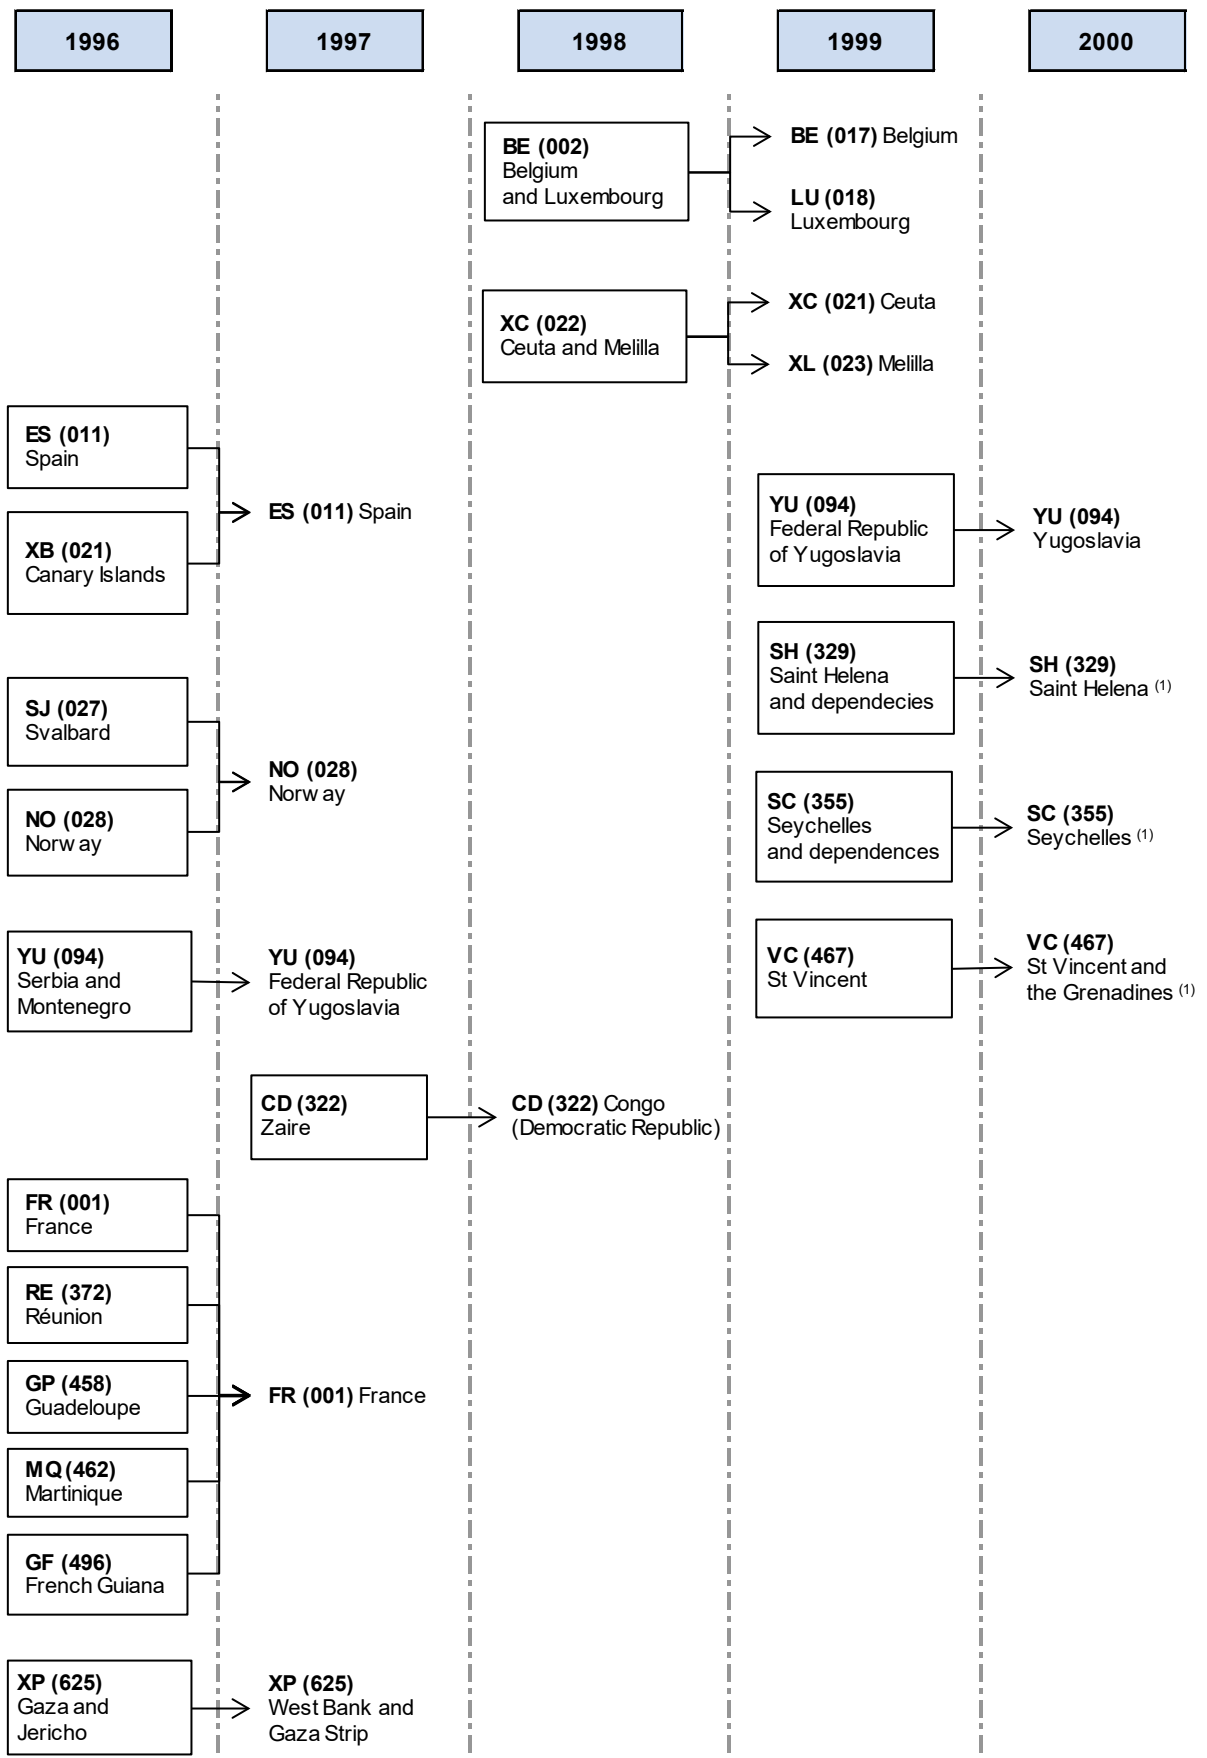 1996
1997
1998
1999
2000
BE (002)
Belgium
and Luxembourg
BE (017) Belgium
LU (018)
Luxembourg
XC (022)
Ceuta and Melilla
XC (021) Ceuta
XL (023) Melilla
ES (011)
Spain
XB (021)
Canary Islands
ES (011) Spain
YU (094)
Federal Republic
of Yugoslavia
YU (094)
Yugoslavia
SH (329)
Saint Helena
and dependecies
SH (329)
Saint Helena (1)
SJ (027)
Svalbard
NO (028)
Norway
NO (028)
Norway
SC (355)
Seychelles
and dependences
SC (355)
Seychelles (1)
YU (094)
Serbia and
Montenegro
YU (094)
Federal Republic
of Yugoslavia
VC (467)
St Vincent
VC (467)
St Vincent and
the Grenadines (1)
CD (322)
Zaire
CD (322) Congo
(Democratic Republic)
FR (001)
France
RE (372)
Réunion
GP (458)
Guadeloupe
MQ (462)
Martinique
GF (496)
French Guiana
FR (001) France
XP (625)
Gaza and
Jericho
XP (625)
West Bank and
Gaza Strip